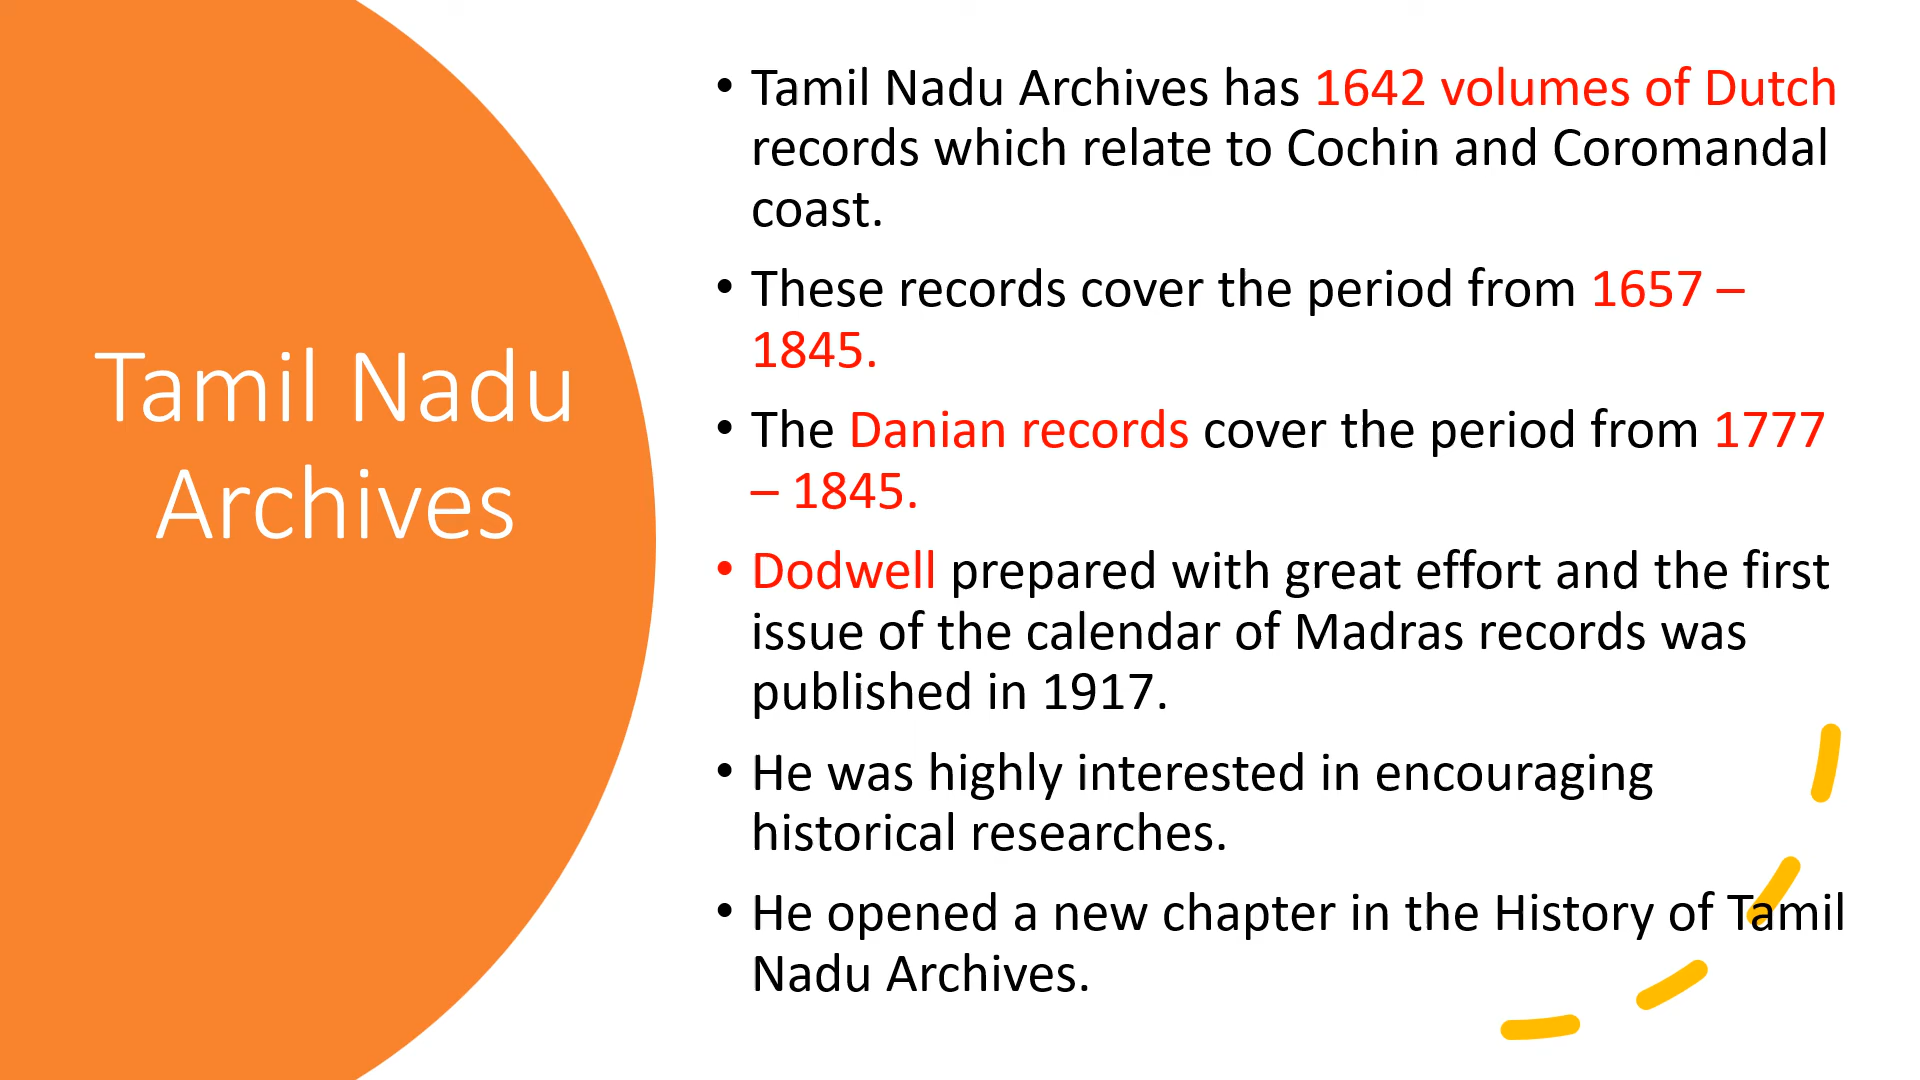 Tamil Nadu
Archives
• Tamil Nadu Archives has 1642 volumes of Dutch
records which relate to Cochin and Coromandal
coast.
• These records cover the period from 1657 –
1845.
• The Danian records cover the period from 1777
– 1845.
• Dodwell prepared with great effort and the first
issue of the calendar of Madras records was
published in 1917.
• He was highly interested in encouraging
historical researches.
• He opened a new chapter in the History of Tamil
Nadu Archives.